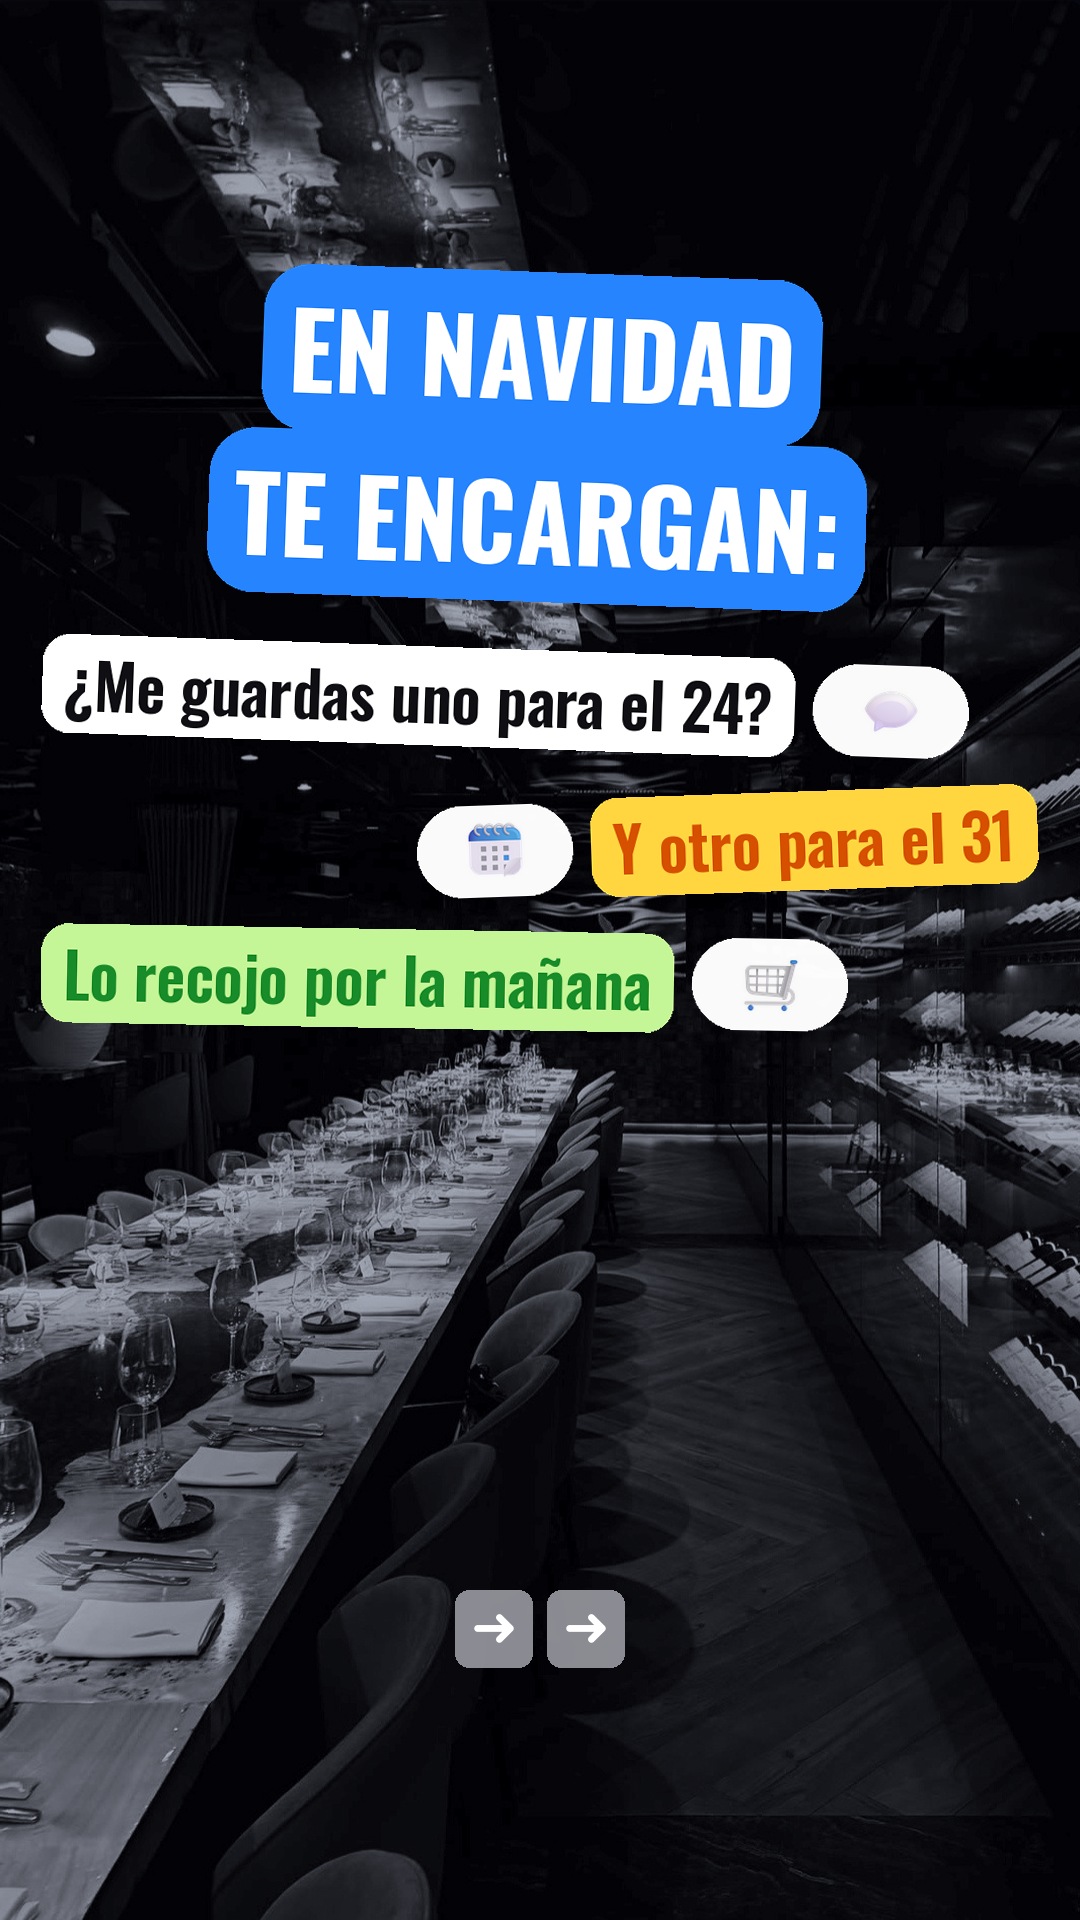 EN NAVIDAD
TE ENCARGAN:
¿Me guardas uno para el 24?
Y otro para el 31
Lo recojo por la mañana